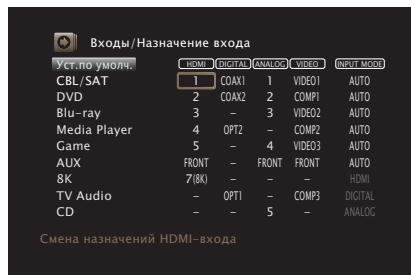 Входы/Назначение входа
Уст.по умолч. HDMI DIGITAL ANALOG VIDEO INPUT MODE
CBL/SAT 1 COAX1 1 VIDEO1 AUTO
DVD 2 COAX2 2 COMP1 AUTO
Blu-ray 3 – 3 VIDEO2 AUTO
Media Player 4 OPT2 – COMP2 AUTO
Game 5 – 4 VIDEO3 AUTO
AUX FRONT – FRONT FRONT AUTO
8K 7(8K) – – – HDMI
TV Audio – OPT1 – COMP3 DIGITAL
CD – – 5 – ANALOG
Смена назначений HDMI-входа